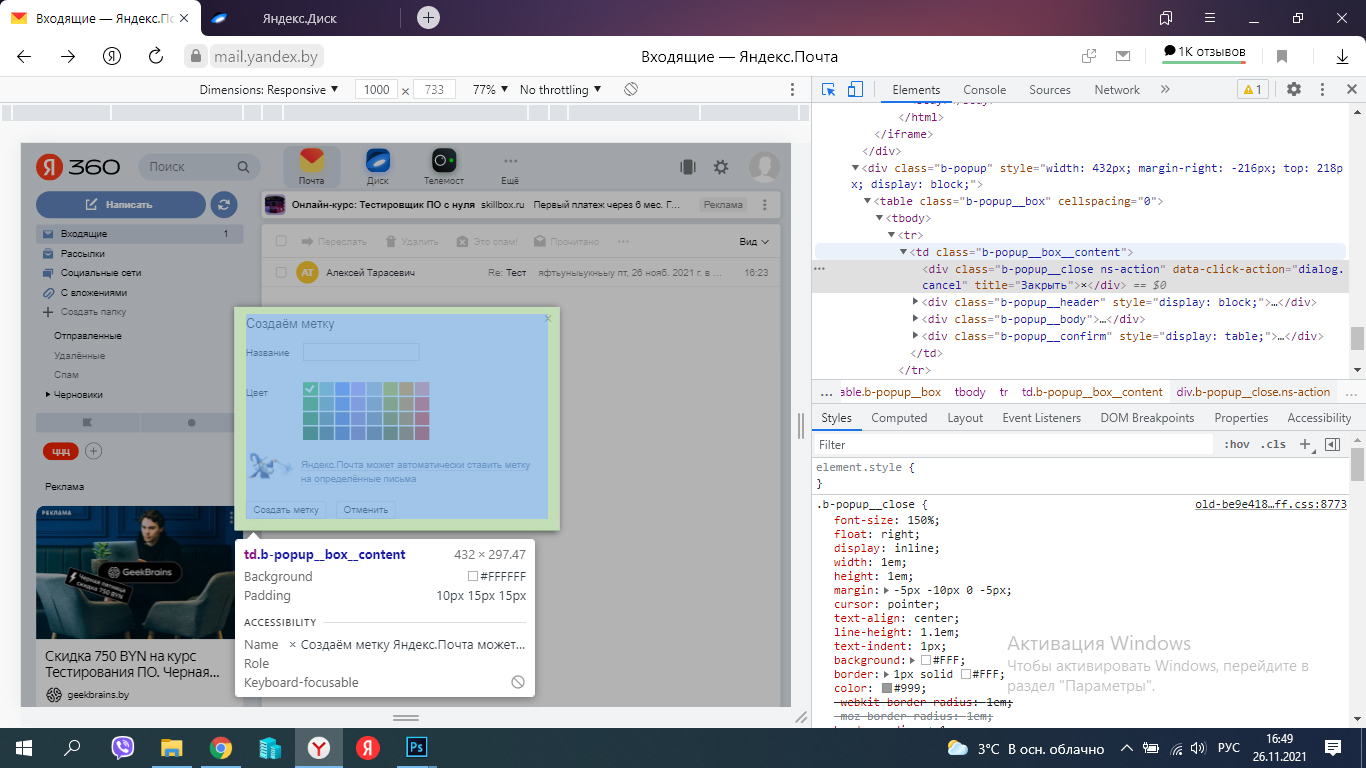 Входящие — Яндекс.По
Яндекс.Диск
mail.yandex.by
Входящие — Яндекс.Почта
1К отзывов
Dimensions: Responsive ▼ 1000 × 733 77% ▼ No throttling ▼
Elements Console Sources Network » 1
</html>
</iframe>
</div>
▼<div class="b-popup" style="width: 432px; margin-right: -216px; top: 218p
x; display: block;">
▼<table class="b-popup__box" cellspacing="0">
▼<tbody>
▼<tr>
▼<td class="b-popup__box__content">
<div class="b-popup__close ns-action" data-click-action="dialog.
cancel" title="Закрыть">×</div> == $0
▶<div class="b-popup__header" style="display: block;">…</div>
▶<div class="b-popup__body">…</div>
▶<div class="b-popup__confirm" style="display: table;">…</div>
</td>
</tr>
… able.b-popup__box tbody tr td.b-popup__box__content div.b-popup__close.ns-action …
Styles Computed Layout Event Listeners DOM Breakpoints Properties Accessibility
Filter :hov .cls
element.style {
}
.b-popup__close { old-be9e418…ff.css:8773
font-size: 150%;
float: right;
display: inline;
width: 1em;
height: 1em;
margin: -5px -10px 0 -5px;
cursor: pointer;
text-align: center;
line-height: 1.1em;
text-indent: 1px;
background: #FFF;
border: 1px solid #FFF;
color: #999;
-webkit-border-radius: 1em;
-moz-border-radius: 1em;
Активация Windows
Чтобы активировать Windows, перейдите в
раздел "Параметры".
Я 360
Поиск
Почта
Диск
Телемост
Ещё
Написать
Онлайн-курс: Тестировщик ПО с нуля skillbox.ru Первый платеж через 6 мес. Г… Реклама
Входящие 1
Рассылки
Социальные сети
С вложениями
Создать папку
Отправленные
Удалённые
Спам
Черновики
ццц
Реклама
Переслать Удалить Это спам! Прочитано Вид
АТ Алексей Тарасевич Re: Тест яфтъуныыукныыу пт, 26 нояб. 2021 г. в … 16:23
Создаём метку ×
Название
Цвет
Яндекс.Почта может автоматически ставить метку
на определённые письма
Создать метку Отменить
td.b-popup__box__content 432 × 297.47
Background #FFFFFF
Padding 10px 15px 15px
ACCESSIBILITY
Name × Создаём метку Яндекс.Почта может…
Role
Keyboard-focusable
РЕКЛАМА
GeekBrains
Черная пятница
скидка 750 BYN
Скидка 750 BYN на курс
Тестирования ПО. Черная…
geekbrains.by
3°C В осн. облачно
РУС
16:49
26.11.2021